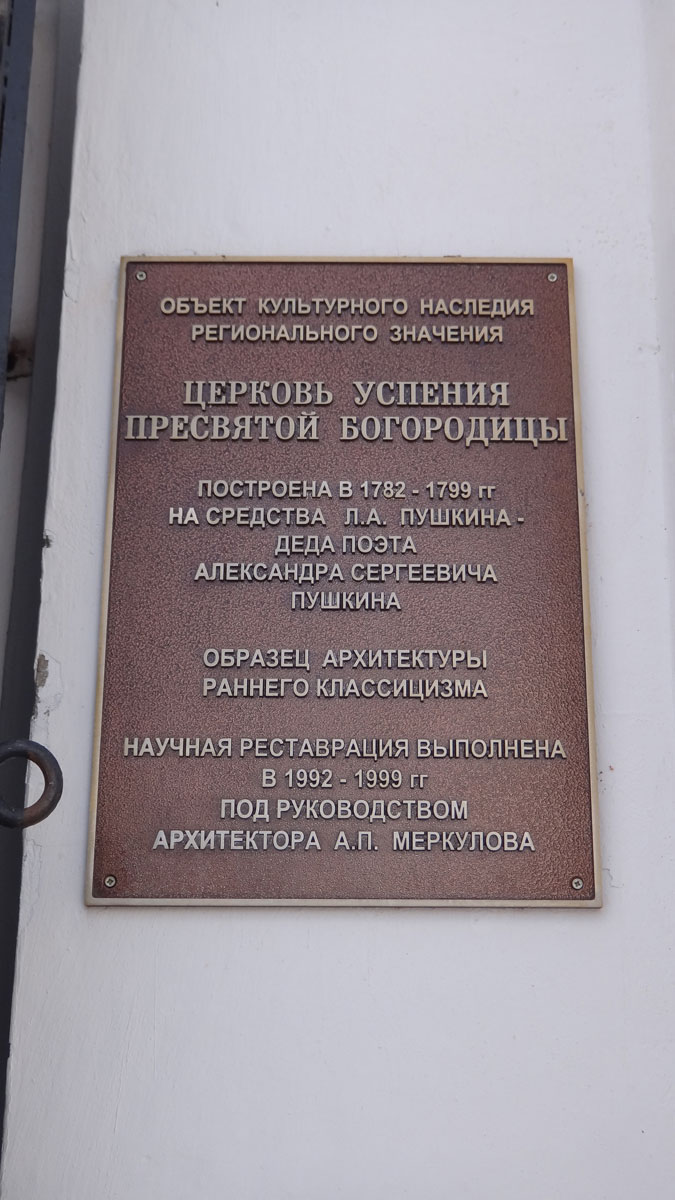 ОБЪЕКТ КУЛЬТУРНОГО НАСЛЕДИЯ
РЕГИОНАЛЬНОГО ЗНАЧЕНИЯ
ЦЕРКОВЬ УСПЕНИЯ
ПРЕСВЯТОЙ БОГОРОДИЦЫ
ПОСТРОЕНА В 1782 - 1799 гг
НА СРЕДСТВА Л.А. ПУШКИНА -
ДЕДА ПОЭТА
АЛЕКСАНДРА СЕРГЕЕВИЧА
ПУШКИНА
ОБРАЗЕЦ АРХИТЕКТУРЫ
РАННЕГО КЛАССИЦИЗМА
НАУЧНАЯ РЕСТАВРАЦИЯ ВЫПОЛНЕНА
В 1992 - 1999 гг
ПОД РУКОВОДСТВОМ
АРХИТЕКТОРА А.П. МЕРКУЛОВА